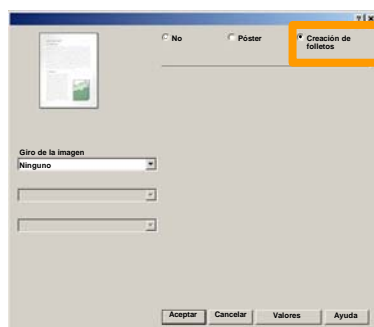 No
Póster
Creación de
folletos
Giro de la imagen
Ninguno
Aceptar
Cancelar
Valores
Ayuda